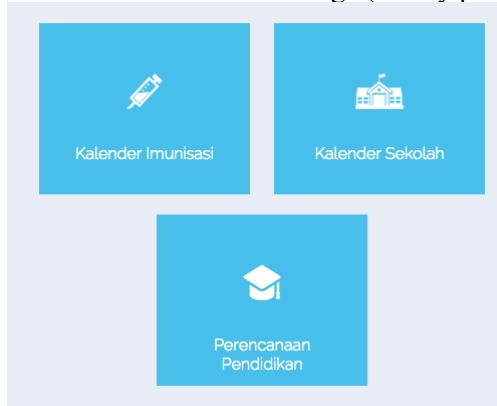 Kalender Imunisasi
Kalender Sekolah
Perencanaan
Pendidikan